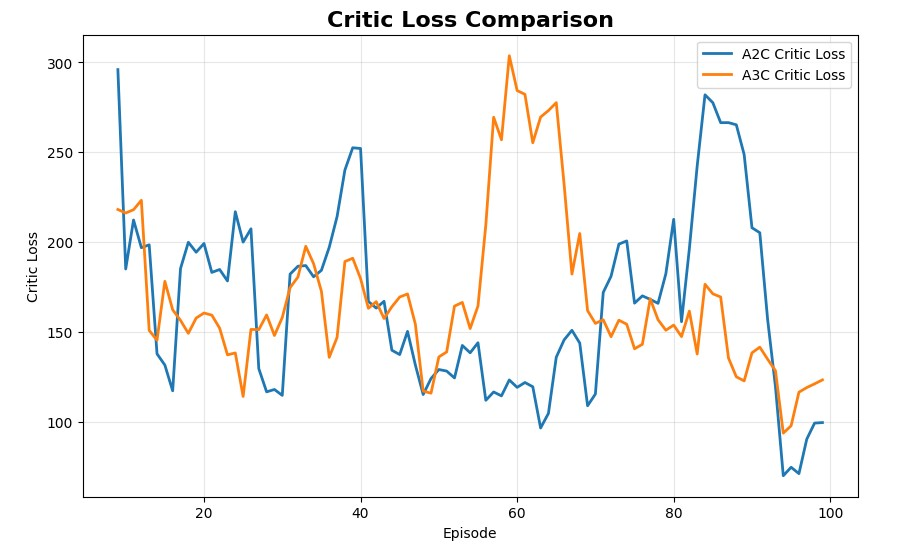 Critic Loss Comparison
A2C Critic Loss
A3C Critic Loss
300
250
200
150
100
Critic Loss
20
40
60
80
100
Episode